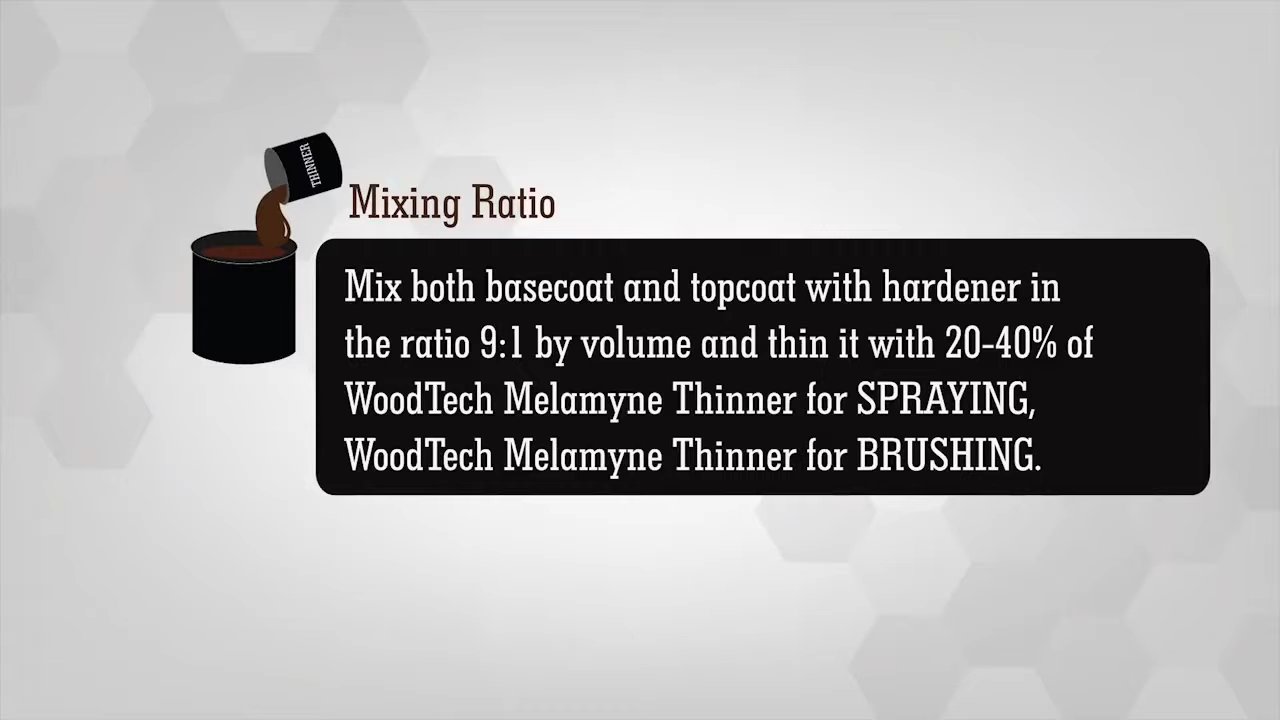 THINNER
Mixing Ratio
Mix both basecoat and topcoat with hardener in
the ratio 9:1 by volume and thin it with 20-40% of
WoodTech Melamyne Thinner for SPRAYING,
WoodTech Melamyne Thinner for BRUSHING.